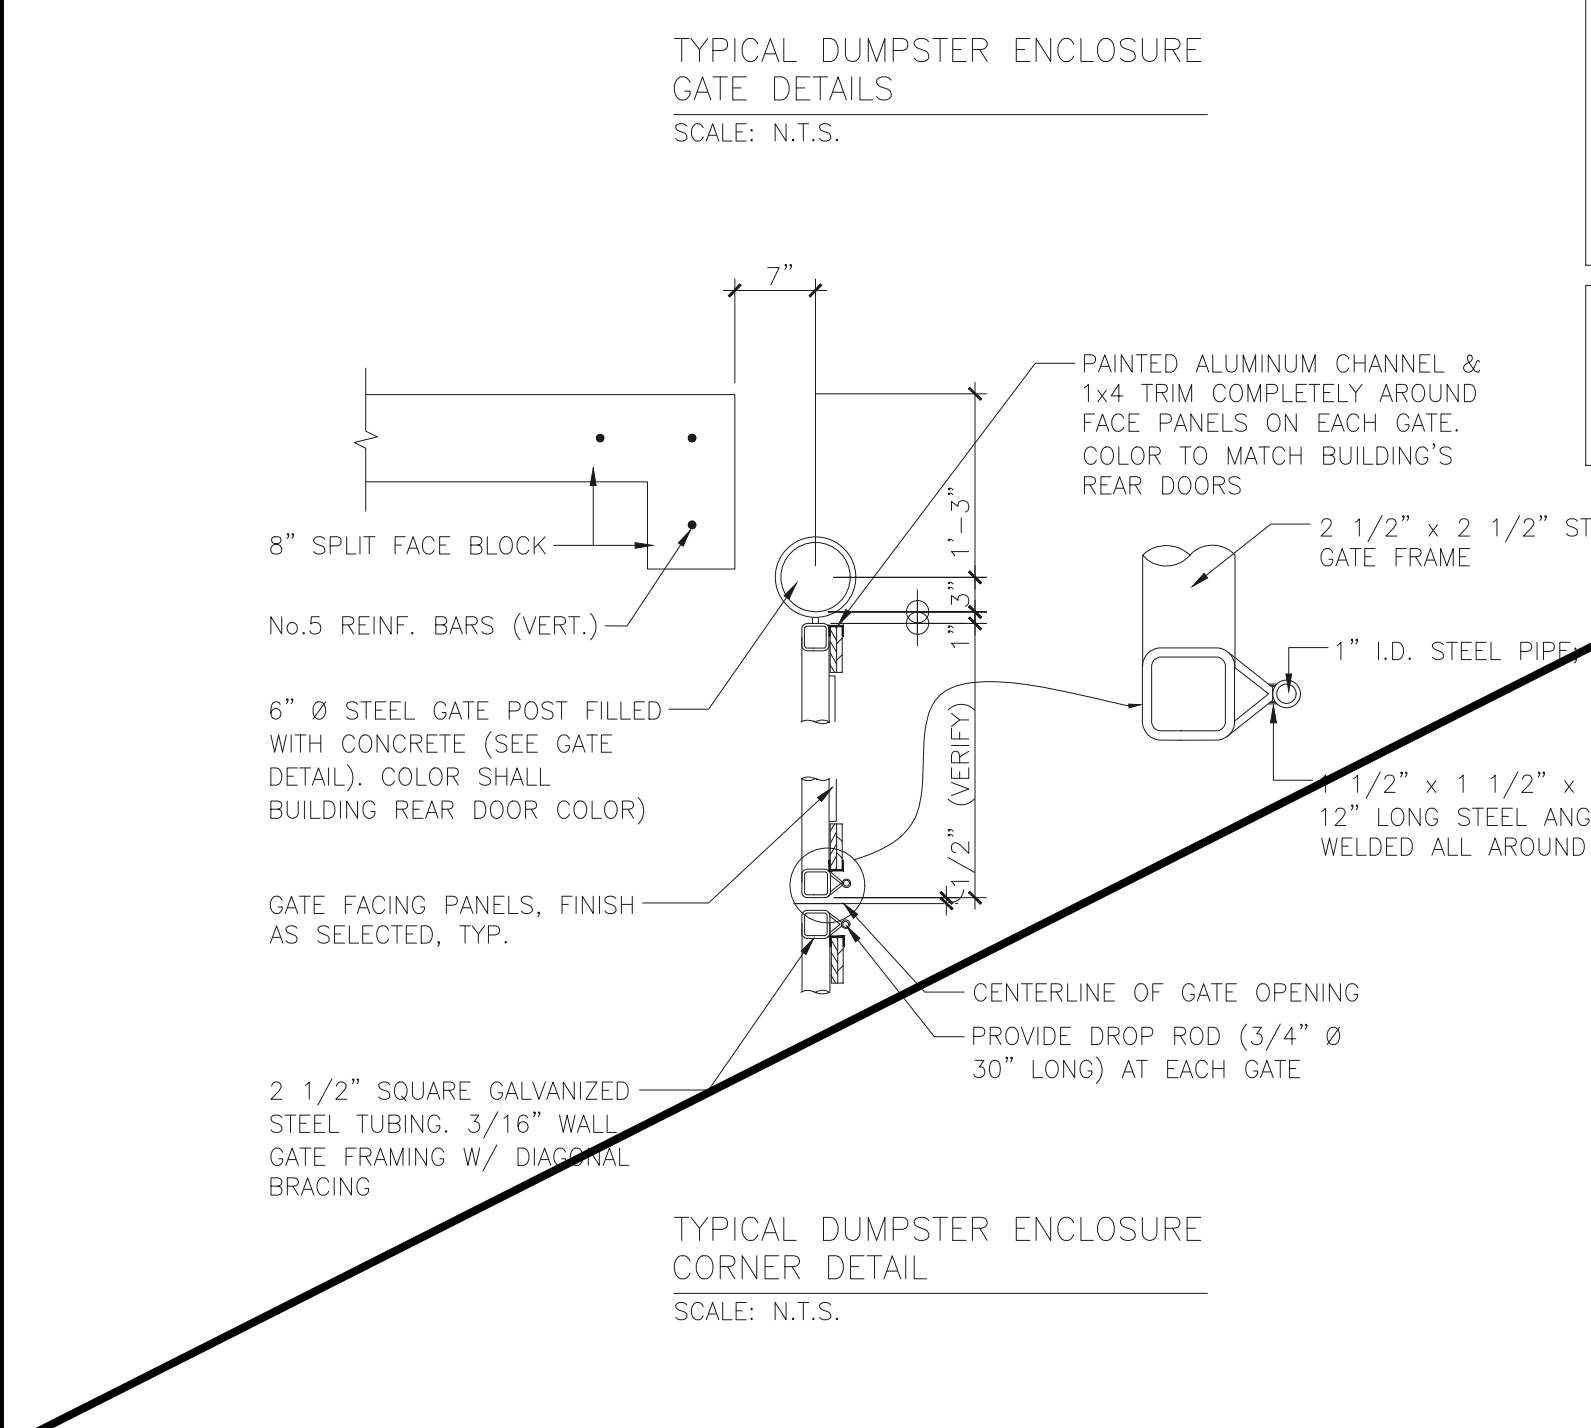 TYPICAL DUMPSTER ENCLOSURE
GATE DETAILS
SCALE: N.T.S.
7”
PAINTED ALUMINUM CHANNEL &
1x4 TRIM COMPLETELY AROUND
FACE PANELS ON EACH GATE.
COLOR TO MATCH BUILDING’S
REAR DOORS
1’-3”
3”
1”
(VERIFY)
1/2”
8” SPLIT FACE BLOCK
No.5 REINF. BARS (VERT.)
6” Ø STEEL GATE POST FILLED
WITH CONCRETE (SEE GATE
DETAIL). COLOR SHALL
BUILDING REAR DOOR COLOR)
GATE FACING PANELS, FINISH
AS SELECTED, TYP.
2 1/2” SQUARE GALVANIZED
STEEL TUBING. 3/16” WALL
GATE FRAMING W/ DIAGONAL
BRACING
2 1/2” x 2 1/2” ST
GATE FRAME
1” I.D. STEEL PIPE;
1 1/2” x 1 1/2” x
12” LONG STEEL ANG
WELDED ALL AROUND
CENTERLINE OF GATE OPENING
PROVIDE DROP ROD (3/4” Ø
30” LONG) AT EACH GATE
TYPICAL DUMPSTER ENCLOSURE
CORNER DETAIL
SCALE: N.T.S.